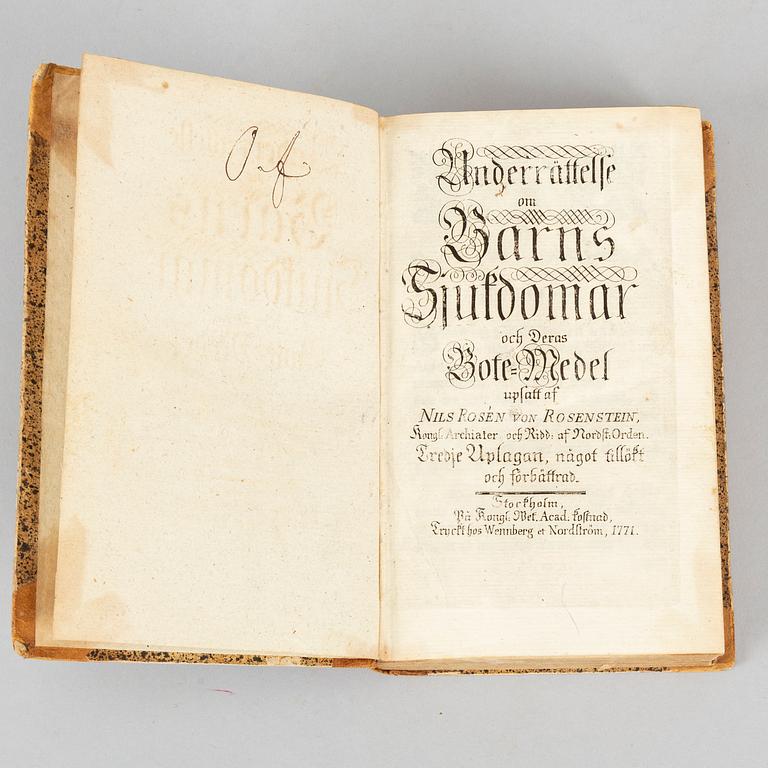 Underrättelse
om
Barns
Sjukdomar
och Deras
Bote=Medel
upsatt af
NILS ROSÉN VON ROSENSTEIN,
Kongl: Archiater och Ridd: af Nordst: Orden.
Tredje Uplagan, något tillökt
och förbättrad.
Stockholm,
På Kongl: Wet. Acad: kostnad,
Tryckt hos Wennberg et Nordström, 1771.